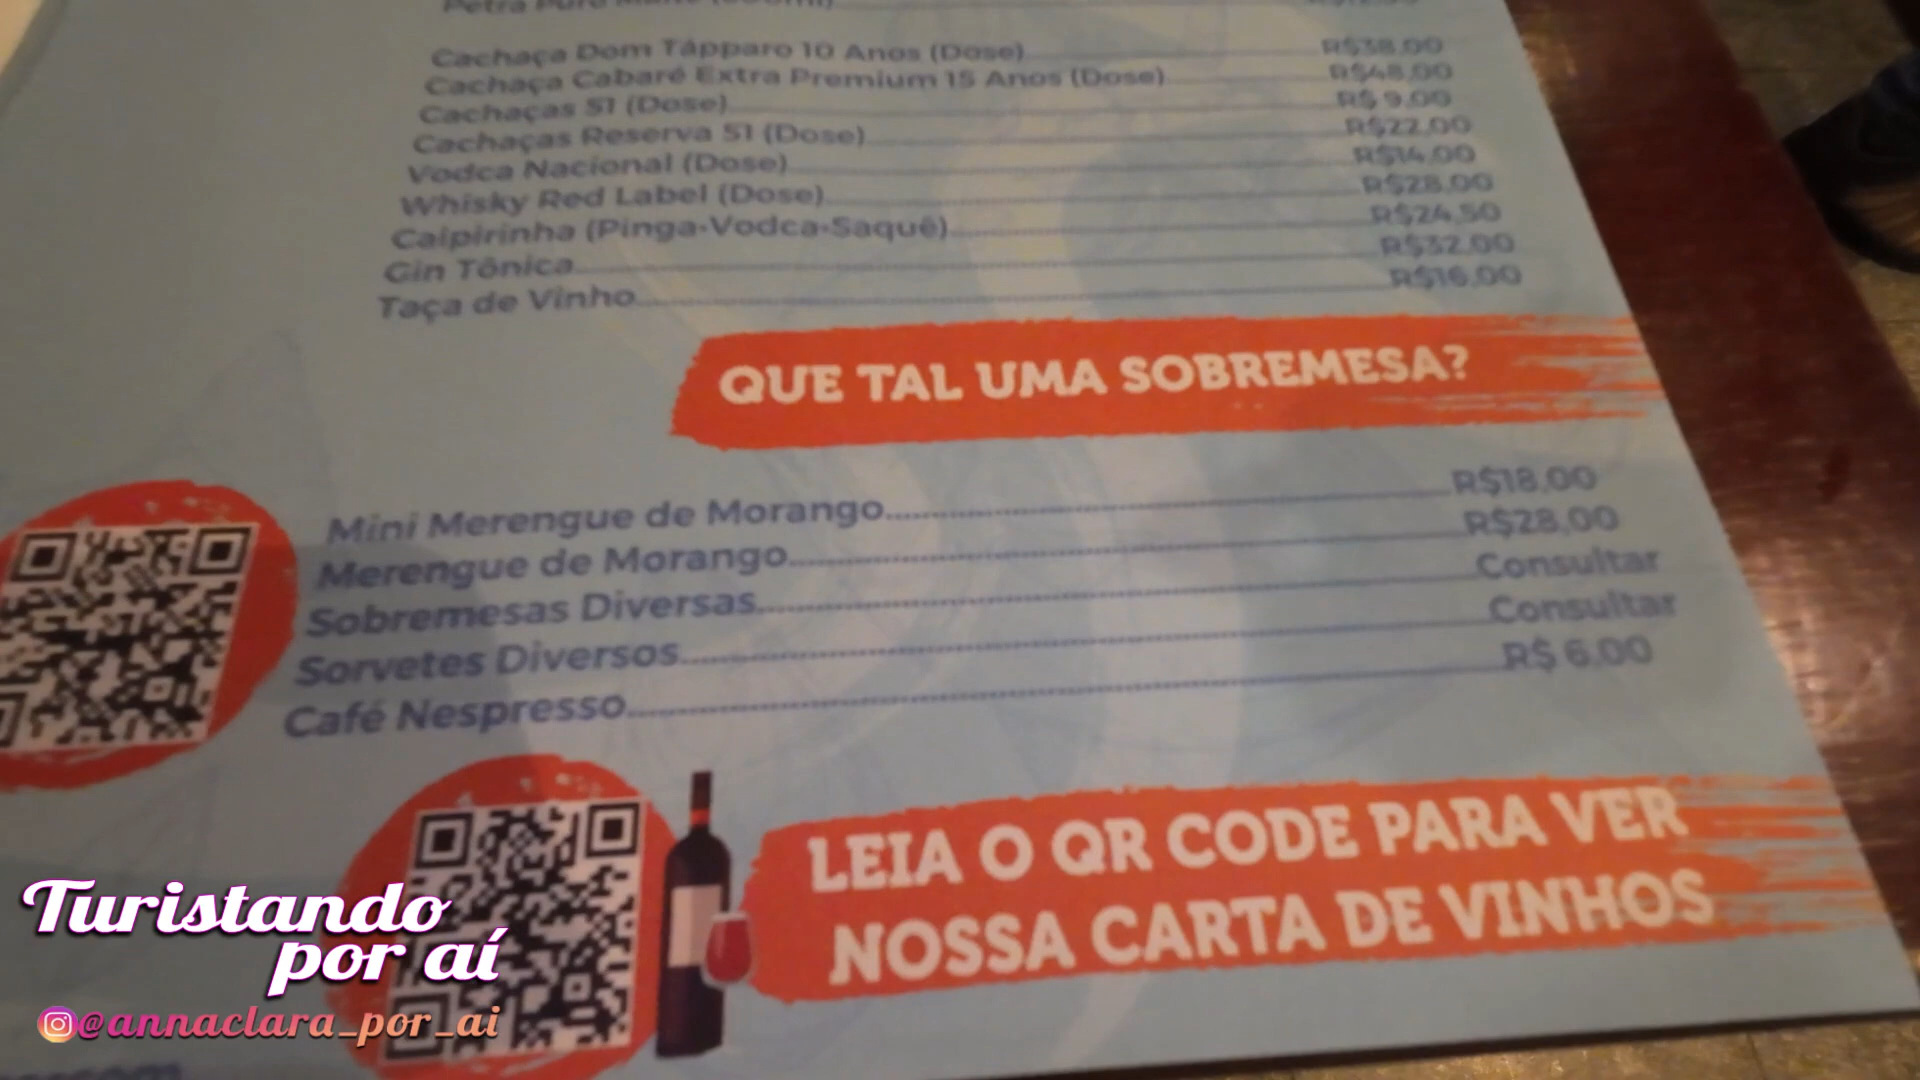 Cachaça Dom Tápparo 10 Anos (Dose) R$38,00
Cachaça Cabaré Extra Premium 15 Anos (Dose) R$48,00
Cachaças 51 (Dose) R$ 9,00
Cachaças Reserva 51 (Dose) R$22,00
Vodca Nacional (Dose) R$14,00
Whisky Red Label (Dose) R$28,00
Caipirinha (Pinga-Vodca-Saquê) R$24,50
Gin Tônica R$32,00
Taça de Vinho R$16,00
QUE TAL UMA SOBREMESA?
Mini Merengue de Morango R$18,00
Merengue de Morango R$28,00
Sobremesas Diversas Consultar
Sorvetes Diversos Consultar
Café Nespresso R$ 6,00
LEIA O QR CODE PARA VER
NOSSA CARTA DE VINHOS
Turistando
por aí
@annaclara_por_ai